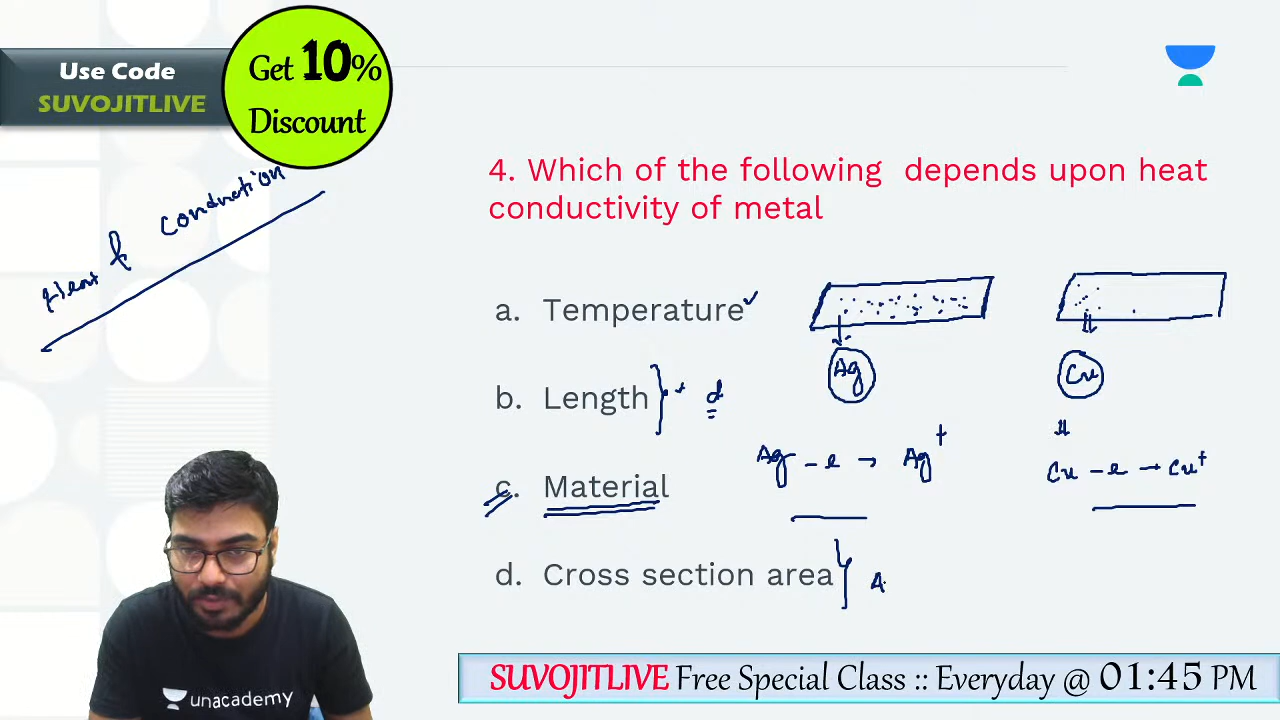 Use Code
SUVOJITLIVE
Get 10%
Discount
Heat & Conduction
4. Which of the following depends upon heat
conductivity of metal
a. Temperature
b. Length
d
c. Material
d. Cross section area
A
Ag
Cu
Ag - e → Ag+
Cu - e → Cu+
unacademy
SUVOJITLIVE Free Special Class :: Everyday @ 01:45 PM